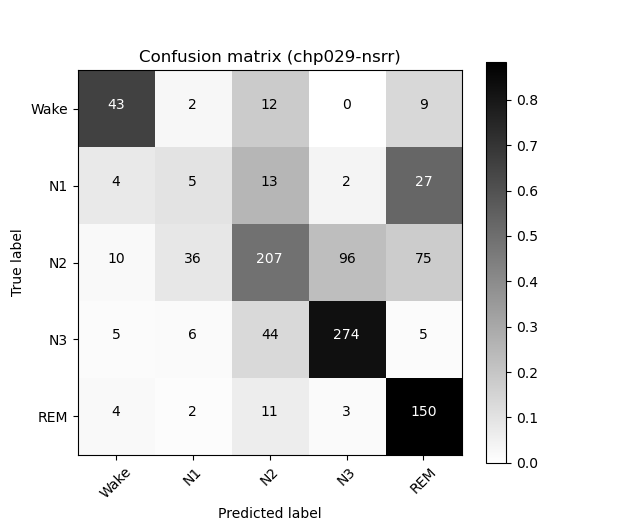 Confusion matrix (chp029-nsrr)
True label
Wake 43 2 12 0 9
N1 4 5 13 2 27
N2 10 36 207 96 75
N3 5 6 44 274 5
REM 4 2 11 3 150
Wake N1 N2 N3 REM
Predicted label
0.8
0.7
0.6
0.5
0.4
0.3
0.2
0.1
0.0